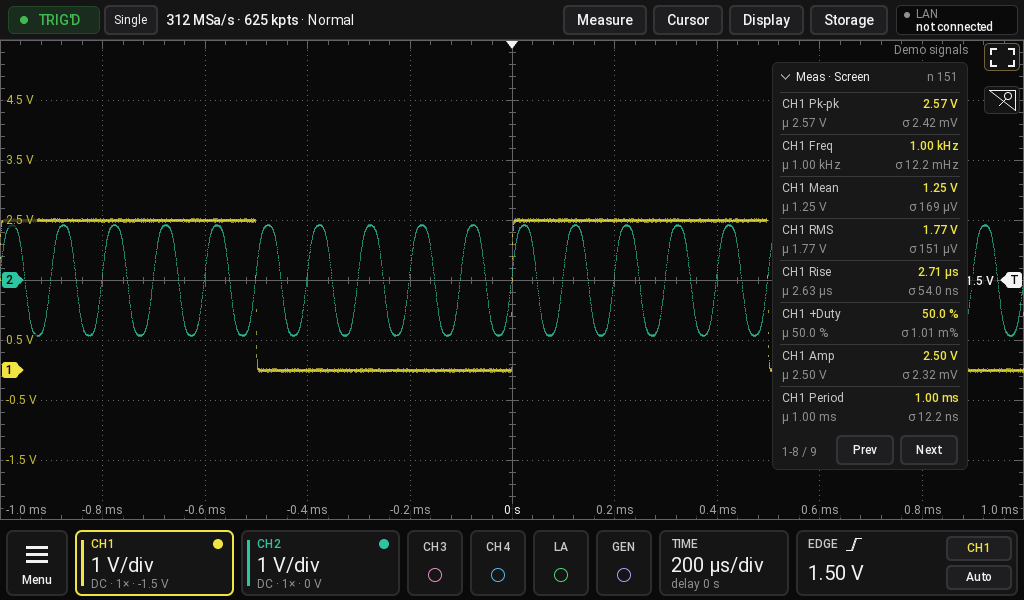 TRIG'D
Single
312 MSa/s · 625 kpts · Normal
Measure
Cursor
Display
Storage
LAN
not connected
Demo signals
Meas · Screen n 151
CH1 Pk-pk 2.57 V
µ 2.57 V σ 2.42 mV
CH1 Freq 1.00 kHz
µ 1.00 kHz σ 12.2 mHz
CH1 Mean 1.25 V
µ 1.25 V σ 169 µV
CH1 RMS 1.77 V
µ 1.77 V σ 151 µV
CH1 Rise 2.71 µs
µ 2.63 µs σ 54.0 ns
CH1 +Duty 50.0 %
µ 50.0 % σ 1.01 m%
CH1 Amp 2.50 V
µ 2.50 V σ 2.32 mV
CH1 Period 1.00 ms
µ 1.00 ms σ 12.2 ns
1-8 / 9
Prev
Next
4.5 V
3.5 V
2.5 V
2
1.5 V
T
0.5 V
1
-0.5 V
-1.5 V
-1.0 ms
-0.8 ms
-0.6 ms
-0.4 ms
-0.2 ms
0 s
0.2 ms
0.4 ms
0.6 ms
0.8 ms
1.0 ms
Menu
CH1
1 V/div
DC · 1× · -1.5 V
CH2
1 V/div
DC · 1× · 0 V
CH3
CH4
LA
GEN
TIME
200 µs/div
delay 0 s
EDGE
1.50 V
CH1
Auto